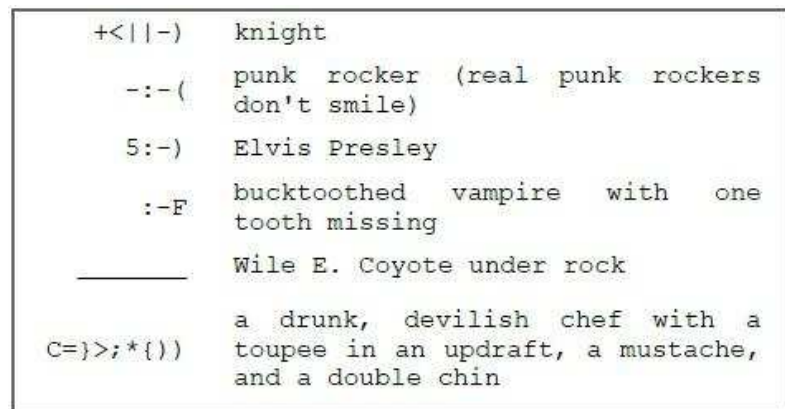 +<||-) knight
-:-( punk rocker (real punk rockers
don't smile)
5:-) Elvis Presley
:-F bucktoothed vampire with one
tooth missing
_______ Wile E. Coyote under rock
a drunk, devilish chef with a
C=}>;*{)) toupee in an updraft, a mustache,
and a double chin